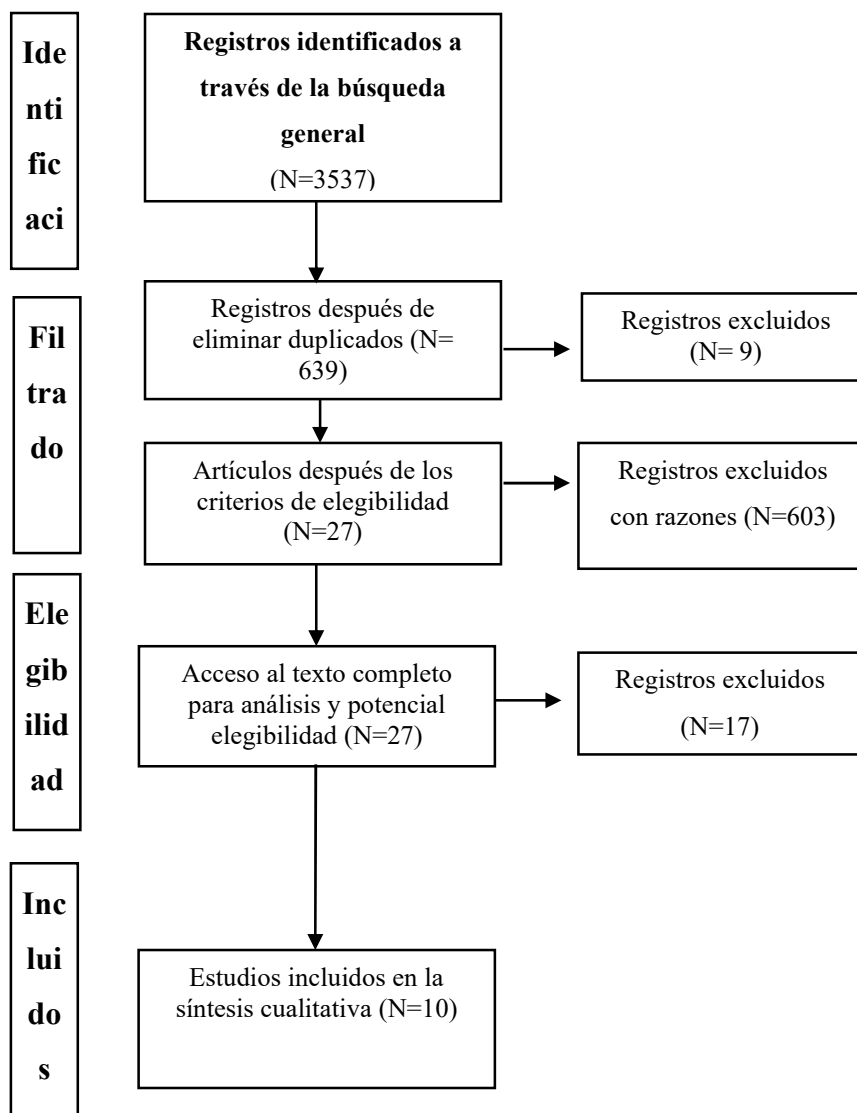 Ide
nti
fic
aci
Registros identificados a
través de la búsqueda
general
(N=3537)
Fil
tra
do
Registros después de
eliminar duplicados (N=
639)
Registros excluidos
(N= 9)
Artículos después de los
criterios de elegibilidad
(N=27)
Registros excluidos
con razones (N=603)
Ele
gib
ilid
ad
Acceso al texto completo
para análisis y potencial
elegibilidad (N=27)
Registros excluidos
(N=17)
Inc
lui
do
s
Estudios incluidos en la
síntesis cualitativa (N=10)